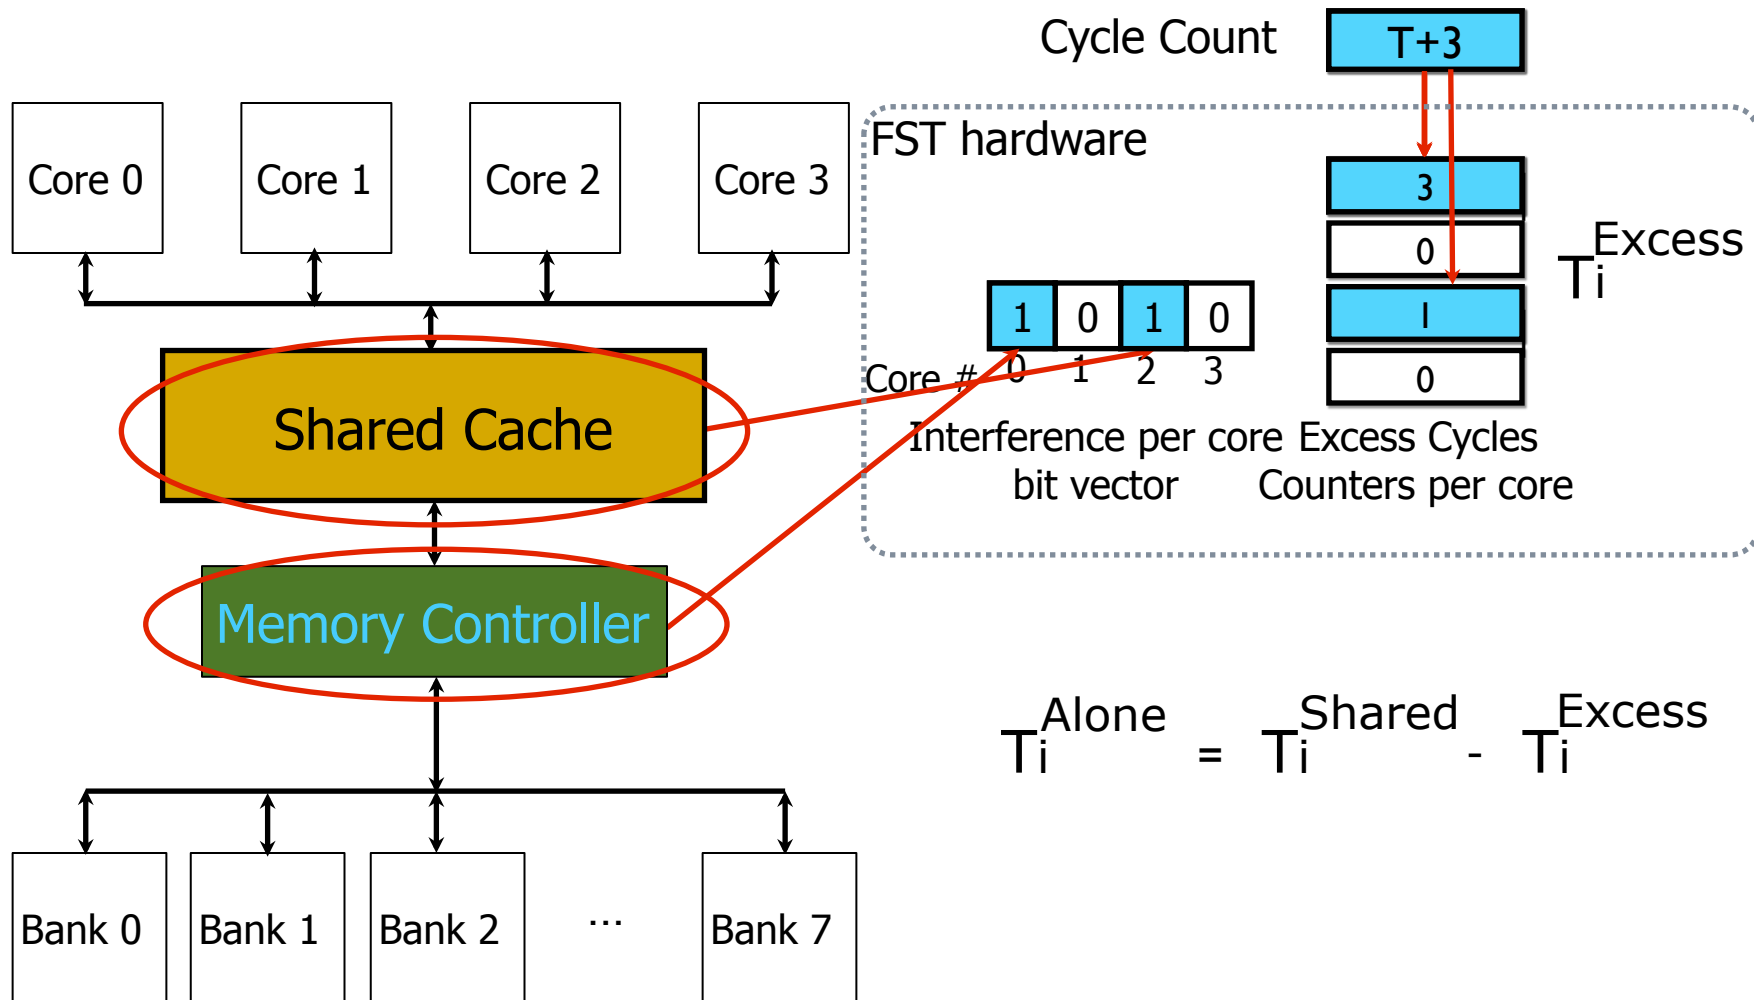 Cycle Count T+3
FST hardware
Core 0 Core 1 Core 2 Core 3
3
0
Ti Excess
1 0 1 0
I
Core # 0 1 2 3
0
Shared Cache
Interference per core bit vector
Excess Cycles Counters per core
Memory Controller
Ti Alone = Ti Shared - Ti Excess
Bank 0 Bank 1 Bank 2 ... Bank 7